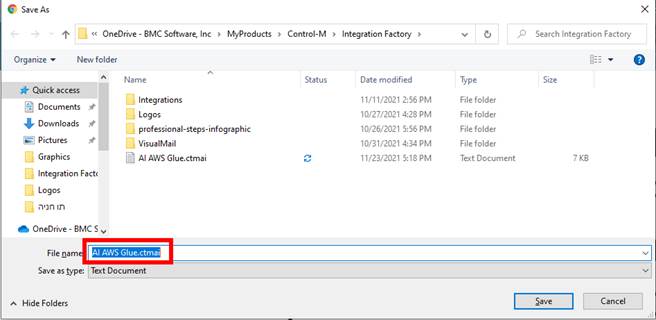 Save As
OneDrive - BMC Software, Inc > MyProducts > Control-M > Integration Factory >
Search Integration Factory
Organize New folder
Name Status Date modified Type Size
Quick access
Documents
Downloads
Pictures
Graphics
Integration Facto
Logos
תו חניה
OneDrive - BMC S
Integrations 11/11/2021 2:56 PM File folder
Logos 10/27/2021 4:28 PM File folder
professional-steps-infographic 10/26/2021 5:56 PM File folder
VisualMail 10/31/2021 4:34 PM File folder
AI AWS Glue.ctmai 11/23/2021 5:18 PM Text Document 7 KB
File name: AI AWS Glue.ctmai
Save as type: Text Document
Hide Folders
Save Cancel